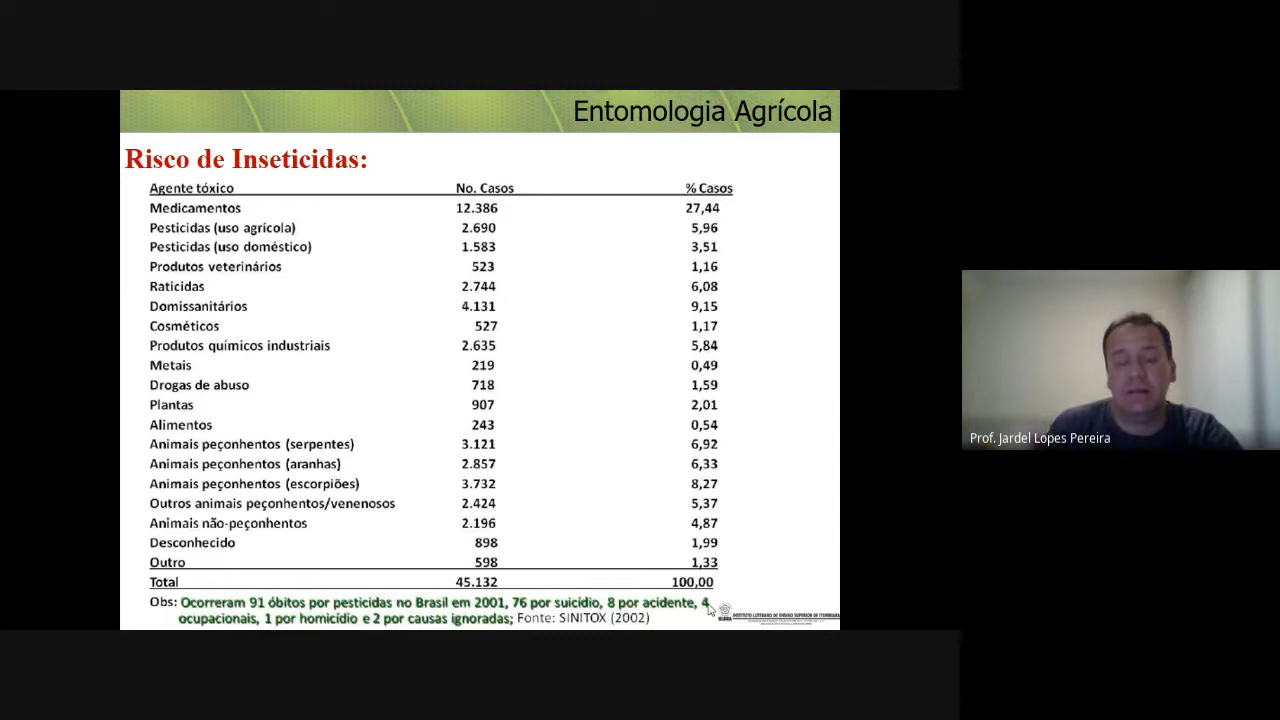 Entomologia Agrícola
Risco de Inseticidas:
Agente tóxico No. Casos % Casos
Medicamentos 12.386 27,44
Pesticidas (uso agrícola) 2.690 5,96
Pesticidas (uso doméstico) 1.583 3,51
Produtos veterinários 523 1,16
Raticidas 2.744 6,08
Domissanitários 4.131 9,15
Cosméticos 527 1,17
Produtos químicos industriais 2.635 5,84
Metais 219 0,49
Drogas de abuso 718 1,59
Plantas 907 2,01
Alimentos 243 0,54
Animais peçonhentos (serpentes) 3.121 6,92
Animais peçonhentos (aranhas) 2.857 6,33
Animais peçonhentos (escorpiões) 3.732 8,27
Outros animais peçonhentos/venenosos 2.424 5,37
Animais não-peçonhentos 2.196 4,87
Desconhecido 898 1,99
Outro 598 1,33
Total 45.132 100,00
Obs: Ocorreram 91 óbitos por pesticidas no Brasil em 2001, 76 por suicídio, 8 por acidente, 4
ocupacionais, 1 por homicídio e 2 por causas ignoradas; Fonte: SINITOX (2002)
ULBRA INSTITUTO LUTERANO DE ENSINO SUPERIOR DE ITUMBIARA
Prof. Jardel Lopes Pereira